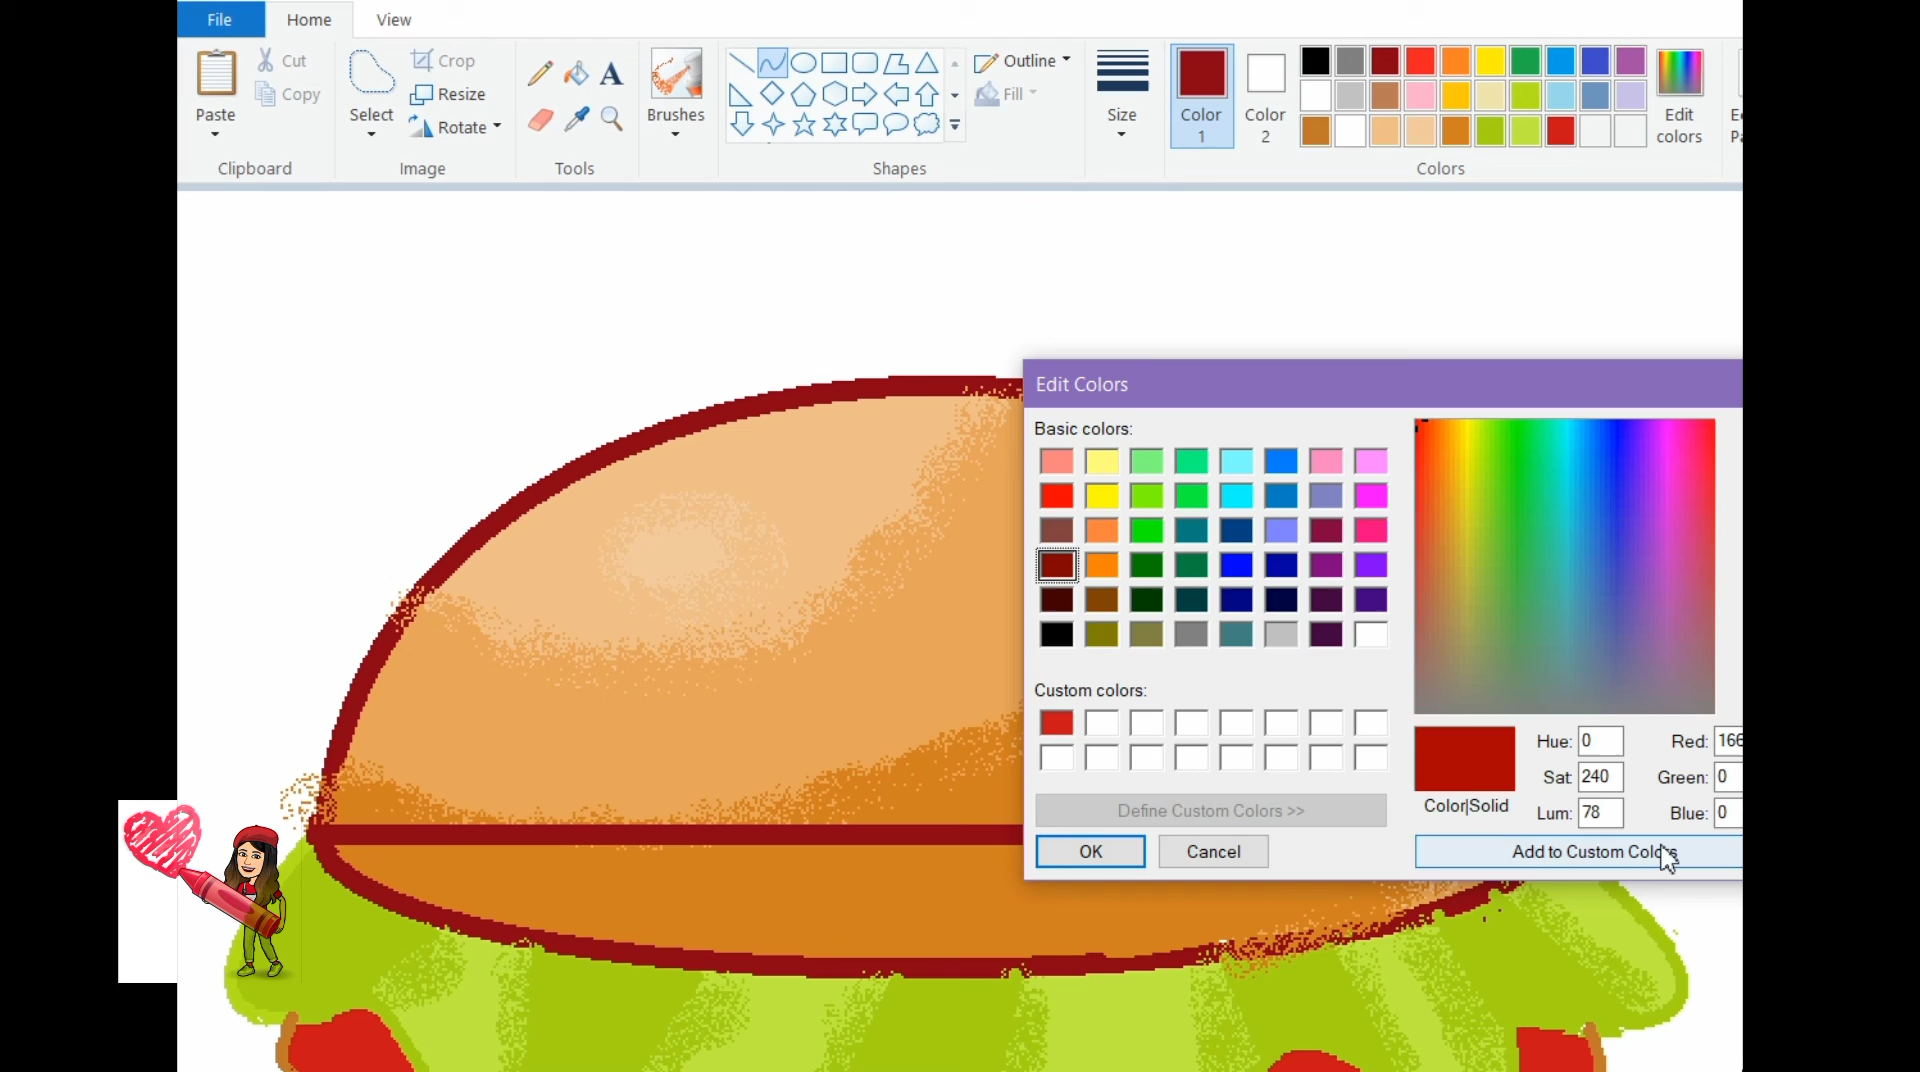 File Home View
Paste
Cut
Copy
Clipboard
Select
Crop
Resize
Rotate
Image
A
Tools
Brushes
Shapes
Outline
Fill
Size
Color
1
Color
2
Edit
colors
Colors
Edit Colors
Basic colors:
Custom colors:
Define Custom Colors >>
OK Cancel
Color|Solid
Hue: 0
Sat: 240
Lum: 78
Red: 166
Green: 0
Blue: 0
Add to Custom Colors